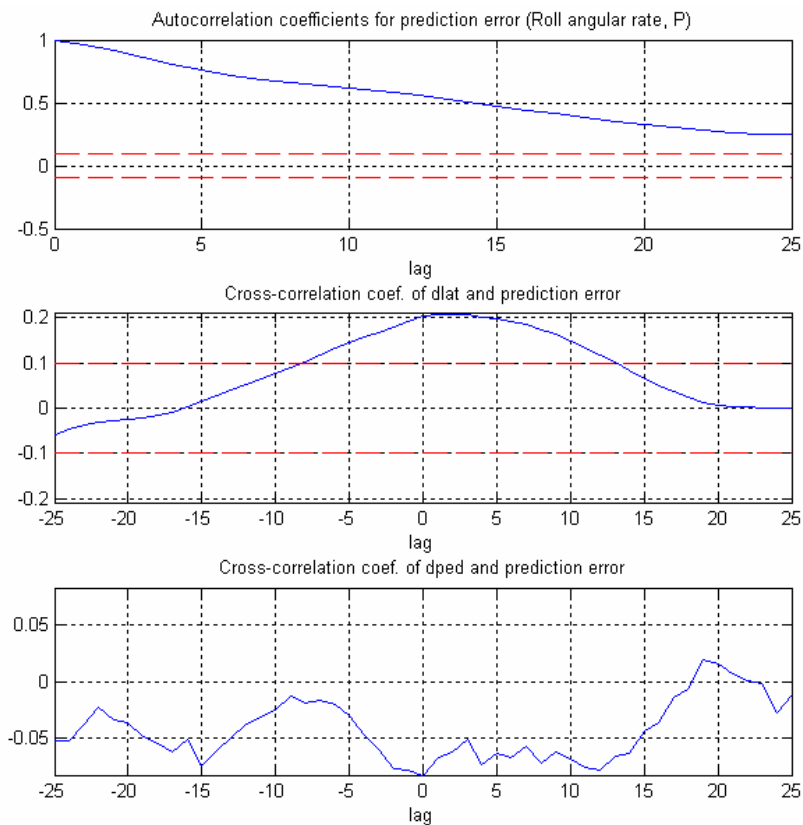 Autocorrelation coefficients for prediction error (Roll angular rate, P)
1
0.5
0
-0.5
0 5 10 15 20 25
lag
Cross-correlation coef. of dlat and prediction error
0.2
0.1
0
-0.1
-0.2
-25 -20 -15 -10 -5 0 5 10 15 20 25
lag
Cross-correlation coef. of dped and prediction error
0.05
0
-0.05
-25 -20 -15 -10 -5 0 5 10 15 20 25
lag